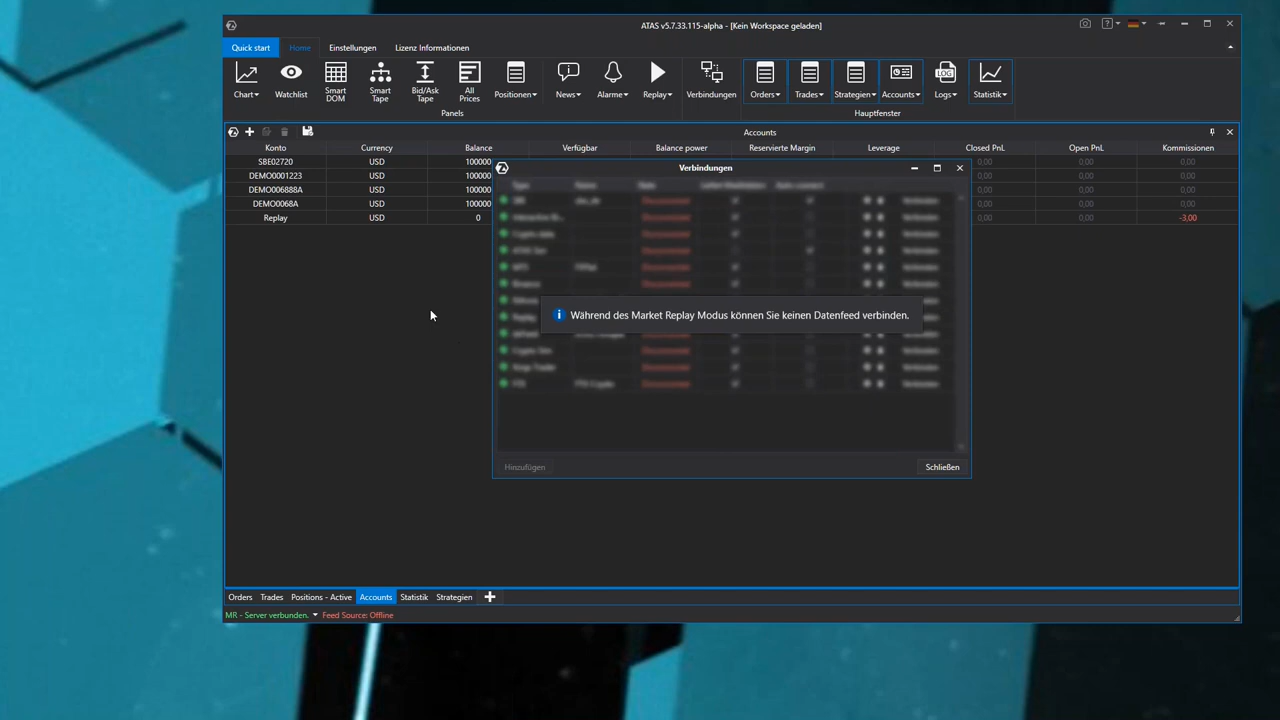 ATAS v5.7.33.115-alpha - [Kein Workspace geladen]
Quick start Home Einstellungen Lizenz Informationen
Chart Watchlist Smart DOM Smart Tape Bid/Ask Tape All Prices Positionen News Alarme Replay Verbindungen Orders Trades Strategien Accounts LOG Logs Statistik
Panels Hauptfenster
Accounts
Konto Currency Balance Verfügbar Balance power Reservierte Margin Leverage Closed PnL Open PnL Kommissionen
SBE02720 USD 100000 0,00 0,00 0,00
DEMO0001223 USD 100000 0,00 0,00 0,00
DEMO06888A USD 100000 0,00 0,00 0,00
DEMO0068A USD 100000 0,00 0,00 0,00
Replay USD 0 0,00 0,00 -3,00
Verbindungen
Während des Market Replay Modus können Sie keinen Datenfeed verbinden.
Hinzufügen Schließen
Orders Trades Positions - Active Accounts Statistik Strategien
MR - Server verbunden. Feed Source: Offline